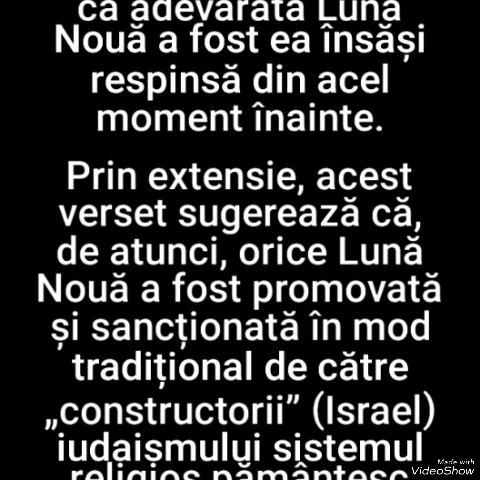 că adevărata Lună
Nouă a fost ea însăși
respinsă din acel
moment înainte.
Prin extensie, acest
verset sugerează că,
de atunci, orice Lună
Nouă a fost promovată
și sancționată în mod
tradițional de către
„constructorii” (Israel)
iudaismului sistemul
religios pământesc
Made with
VideoShow